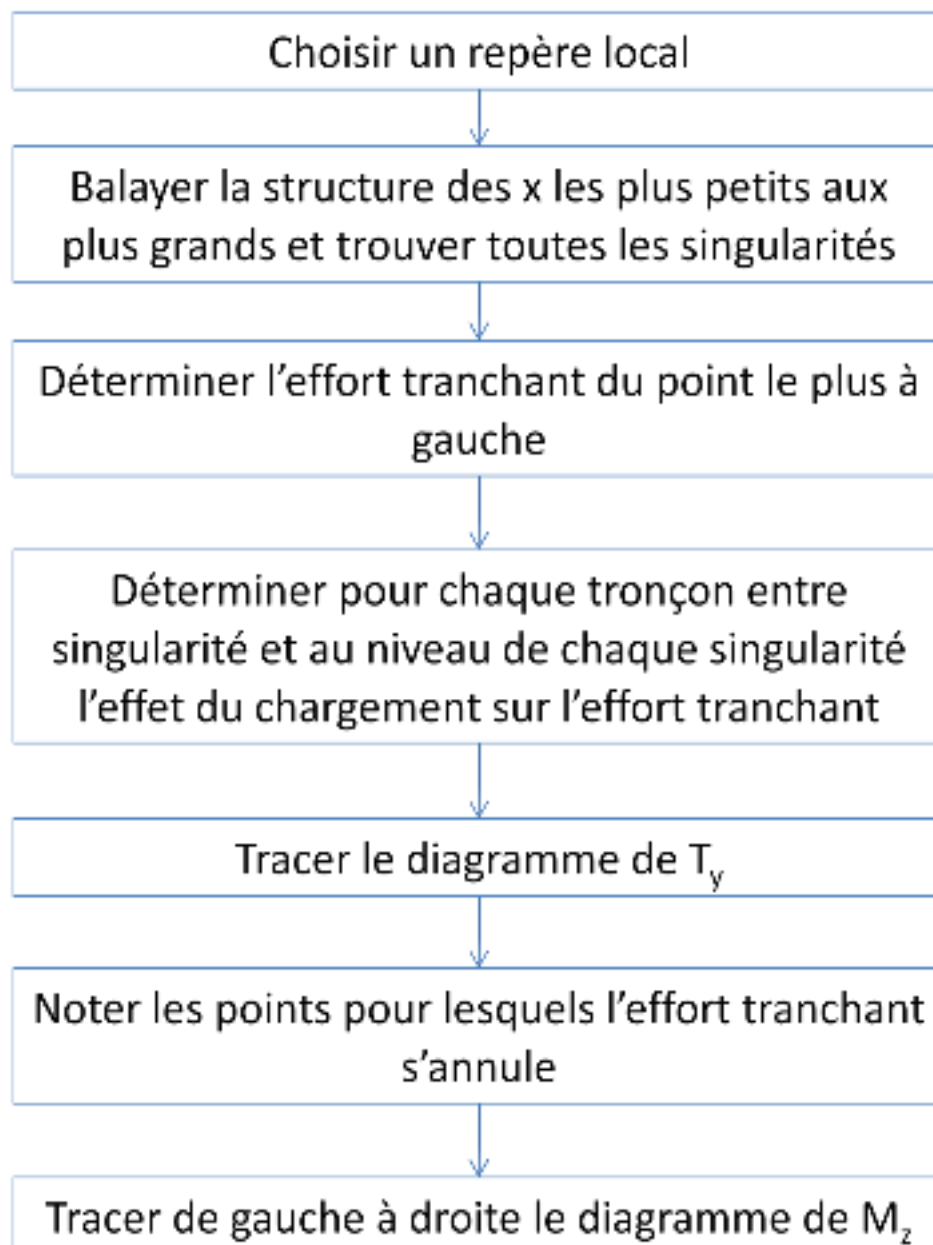 Choisir un repère local
Balayer la structure des x les plus petits aux
plus grands et trouver toutes les singularités
Déterminer l’effort tranchant du point le plus à
gauche
Déterminer pour chaque tronçon entre
singularité et au niveau de chaque singularité
l’effet du chargement sur l’effort tranchant
Tracer le diagramme de Ty
Noter les points pour lesquels l’effort tranchant
s’annule
Tracer de gauche à droite le diagramme de Mz